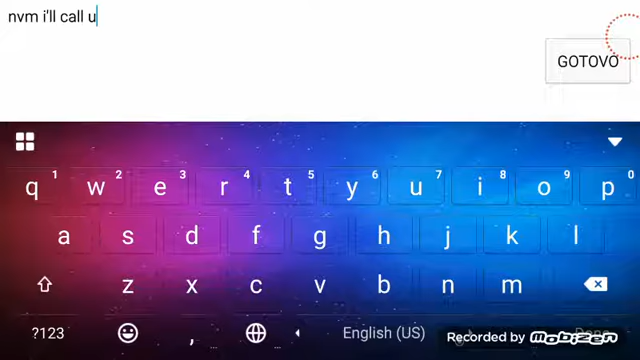 nvm i'll call u
GOTOVO
q 1 w 2 e 3 r 4 t 5 y 6 u 7 i 8 o 9 p 0
a s d f g h j k l
z x c v b n m
?123 , English (US) Done
Recorded by Mobizen